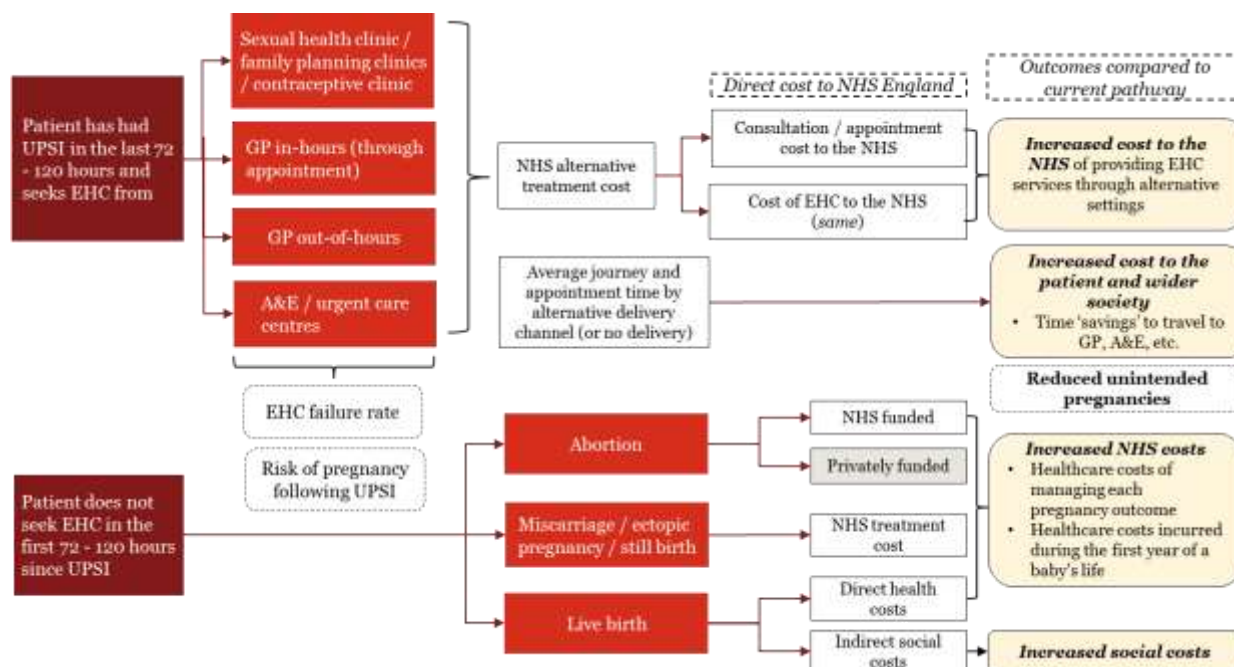 Patient has had
UPSI in the last 72
- 120 hours and
seeks EHC from
Sexual health clinic /
family planning clinics
/ contraceptive clinic
GP in-hours (through
appointment)
GP out-of-hours
A&E / urgent care
centres
NHS alternative
treatment cost
Direct cost to NHS England
Consultation / appointment
cost to the NHS
Cost of EHC to the NHS
(same)
Outcomes compared to
current pathway
Increased cost to the
NHS of providing EHC
services through alternative
settings
Average journey and
appointment time by
alternative delivery
channel (or no delivery)
Increased cost to the
patient and wider
society
• Time 'savings' to travel to
GP, A&E, etc.
Reduced unintended
pregnancies
EHC failure rate
Risk of pregnancy
following UPSI
Patient does not
seek EHC in the
first 72 - 120 hours
since UPSI
Abortion
NHS funded
Privately funded
Miscarriage / ectopic
pregnancy / still birth
NHS treatment
cost
Live birth
Direct health
costs
Indirect social
costs
Increased NHS costs
• Healthcare costs of
managing each
pregnancy outcome
• Healthcare costs incurred
during the first year of a
baby's life
Increased social costs